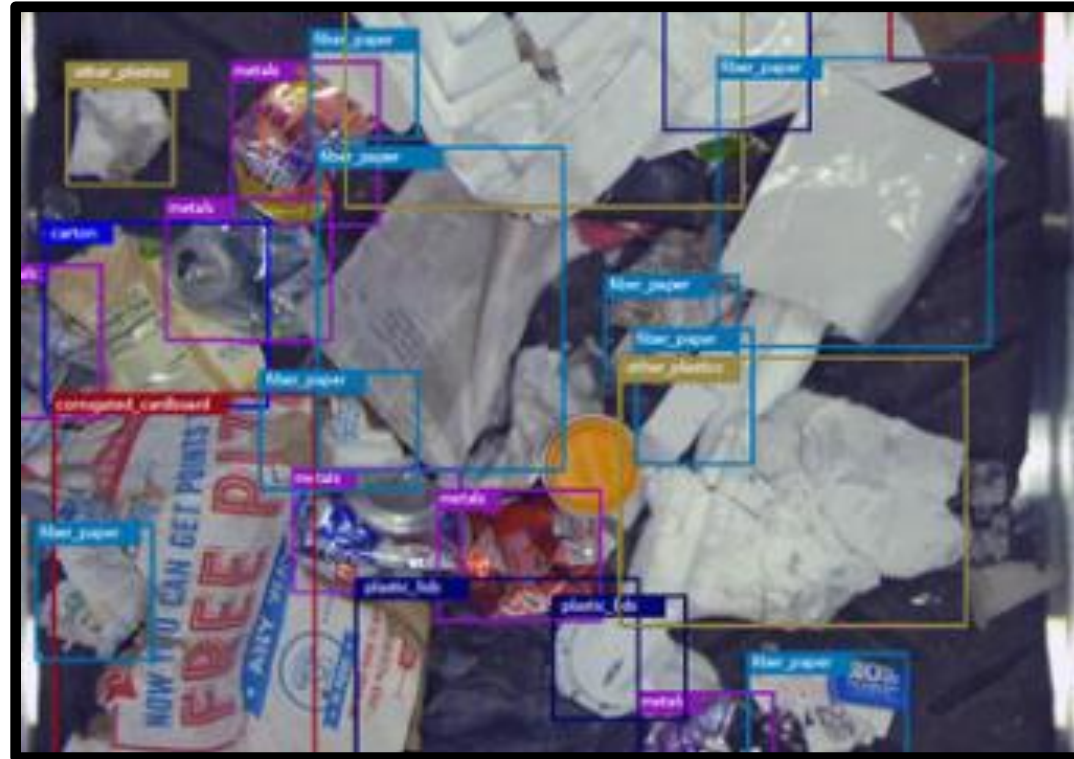 fiber_paper
other_plastics
metals
fiber_paper
fiber_paper
metals
carton
fiber_paper
fiber_paper
other_plastics
fiber_paper
corrugated_cardboard
metals
metals
fiber_paper
plastic_lids
plastic_lids
fiber_paper
metals
NOW YOU CAN GET POINTS
FREE